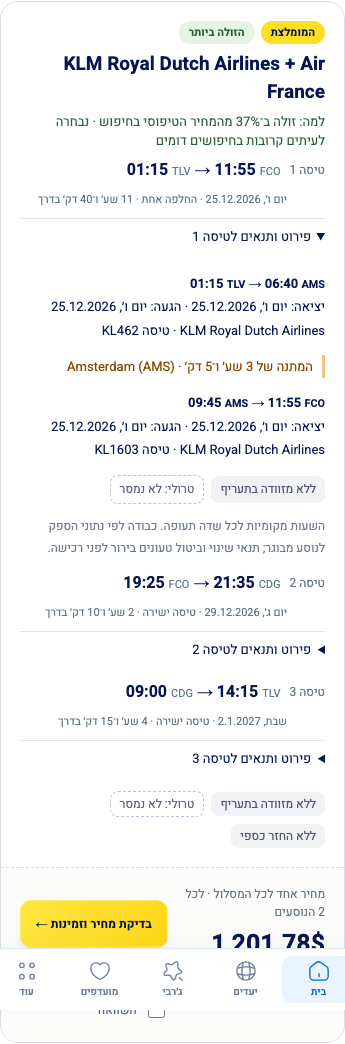 המומלצת הזולה ביותר
KLM Royal Dutch Airlines + Air
France
למה: זולה ב־37% מהמחיר הטיפוסי בחיפוש · נבחרה
לעיתים קרובות בחיפושים דומים
טיסה 1 01:15 TLV → 11:55 FCO
יום ו׳, 25.12.2026 · החלפה אחת · 11 שע׳ ו־40 דק׳ בדרך
▼ פירוט ותנאים לטיסה 1
01:15 TLV → 06:40 AMS
יציאה: יום ו׳, 25.12.2026 · הגעה: יום ו׳, 25.12.2026
KLM Royal Dutch Airlines · טיסה KL462
המתנה של 3 שע׳ ו־5 דק׳ · Amsterdam (AMS)
09:45 AMS → 11:55 FCO
יציאה: יום ו׳, 25.12.2026 · הגעה: יום ו׳, 25.12.2026
KLM Royal Dutch Airlines · טיסה KL1603
ללא מזוודה בתעריף טרולי: לא נמסר
השעות מקומיות לכל שדה תעופה. כבודה לפי נתוני הספק
לנוסע מבוגר; תנאי שינוי וביטול טעונים בירור לפני רכישה.
טיסה 2 19:25 FCO → 21:35 CDG
יום ג׳, 29.12.2026 · טיסה ישירה · 2 שע׳ ו־10 דק׳ בדרך
◀ פירוט ותנאים לטיסה 2
טיסה 3 09:00 CDG → 14:15 TLV
שבת, 2.1.2027 · טיסה ישירה · 4 שע׳ ו־15 דק׳ בדרך
◀ פירוט ותנאים לטיסה 3
ללא מזוודה בתעריף טרולי: לא נמסר
ללא החזר כספי
מחיר אחד לכל המסלול · לכל
2 הנוסעים
1,201.78$
בדיקת מחיר וזמינות ←
בית יעדים ג׳רבי מועדפים עוד
השוואה